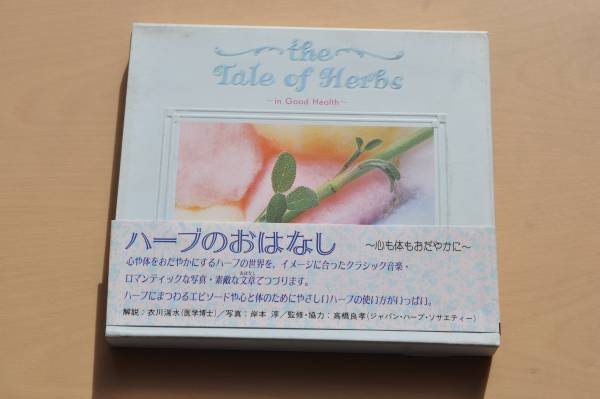 the
Tale of Herbs
~in Good Health~
ハーブのおはなし ～心も体もおだやかに～
心や体をおだやかにするハーブの世界を、イメージに合ったクラシック音楽・
ロマンティックな写真・素敵な文章でつづります。
おはなし
ハーブにまつわるエピソードや心と体のためにやさしいハーブの使い方がいっぱい。
解説：衣川湍水(医学博士)／写真：岸本 淳／監修・協力：高橋良孝(ジャパン・ハーブ・ソサエティー)